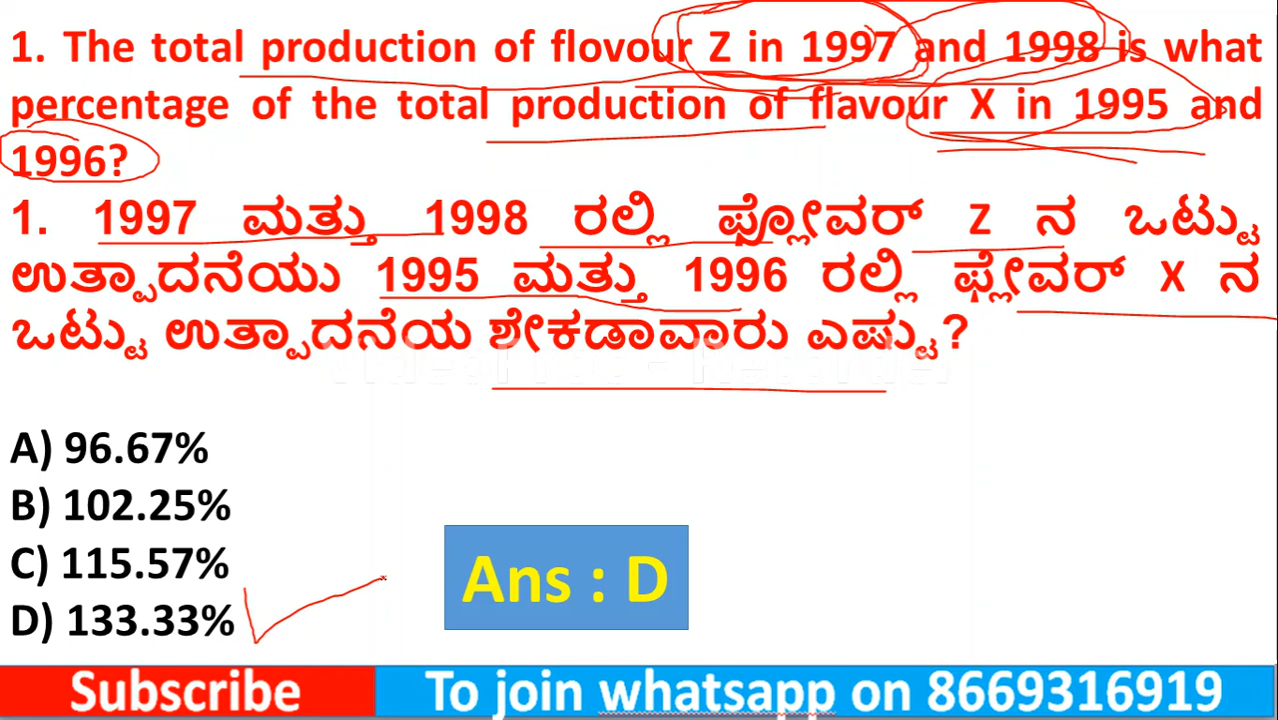 1. The total production of flovour Z in 1997 and 1998 is what
percentage of the total production of flavour X in 1995 and
1996?
1. 1997 ಮತ್ತು 1998 ರಲ್ಲಿ ಫ್ಲೋವರ್ Z ನ ಒಟ್ಟು
ಉತ್ಪಾದನೆಯು 1995 ಮತ್ತು 1996 ರಲ್ಲಿ ಫ್ಲೇವರ್ X ನ
ಒಟ್ಟು ಉತ್ಪಾದನೆಯ ಶೇಕಡಾವಾರು ಎಷ್ಟು?
A) 96.67%
B) 102.25%
C) 115.57%
D) 133.33%
Ans : D
Subscribe To join whatsapp on 8669316919